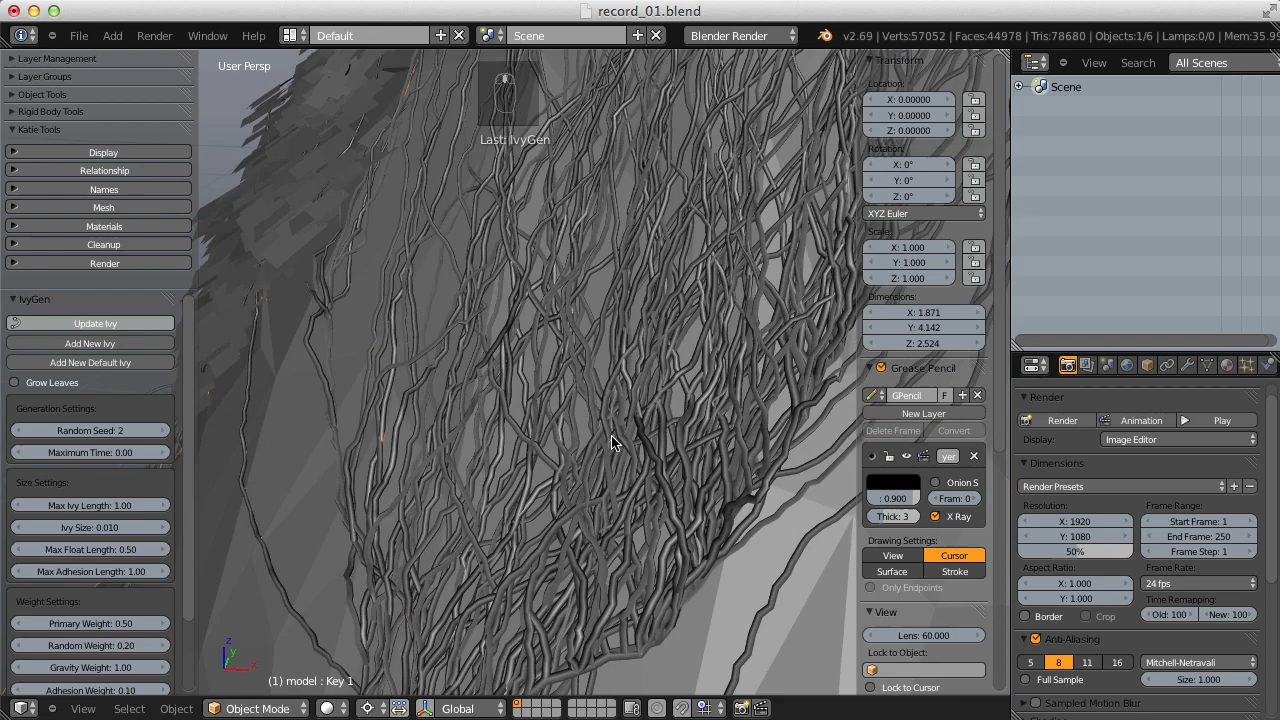 record_01.blend
File Add Render Window Help Default Scene Blender Render v2.69 | Verts:57052 | Faces:44978 | Tris:78680 | Objects:1/6 | Lamps:0/0 | Mem:35.99
Layer Management
Layer Groups
Object Tools
Rigid Body Tools
Katie Tools
Display
Relationship
Names
Mesh
Materials
Cleanup
Render
IvyGen
Update Ivy
Add New Ivy
Add New Default Ivy
Grow Leaves
Generation Settings:
Random Seed: 2
Maximum Time: 0.00
Size Settings:
Max Ivy Length: 1.00
Ivy Size: 0.010
Max Float Length: 0.50
Max Adhesion Length: 1.00
Weight Settings:
Primary Weight: 0.50
Random Weight: 0.20
Gravity Weight: 1.00
Adhesion Weight: 0.10
User Persp
Last: IvyGen
(1) model : Key 1
z
y
x
View Select Object Object Mode Global
Transform
Location:
X: 0.00000
Y: 0.00000
Z: 0.00000
Rotation:
X: 0°
Y: 0°
Z: 0°
XYZ Euler
Scale:
X: 1.000
Y: 1.000
Z: 1.000
Dimensions:
X: 1.871
Y: 4.142
Z: 2.524
Grease Pencil
GPencil F
New Layer
Delete Frame Convert
yer
Onion S
: 0.900 Fram: 0
Thick: 3 X Ray
Drawing Settings:
View Cursor
Surface Stroke
Only Endpoints
View
Lens: 60.000
Lock to Object:
Lock to Cursor
View Search All Scenes
Scene
Render
Render Animation Play
Display: Image Editor
Dimensions
Render Presets
Resolution: Frame Range:
X: 1920 Start Frame: 1
Y: 1080 End Frame: 250
50% Frame Step: 1
Aspect Ratio: Frame Rate:
X: 1.000 24 fps
Y: 1.000 Time Remapping:
Border Crop Old: 100 New: 100
Anti-Aliasing
5 8 11 16 Mitchell-Netravali
Full Sample Size: 1.000
Sampled Motion Blur